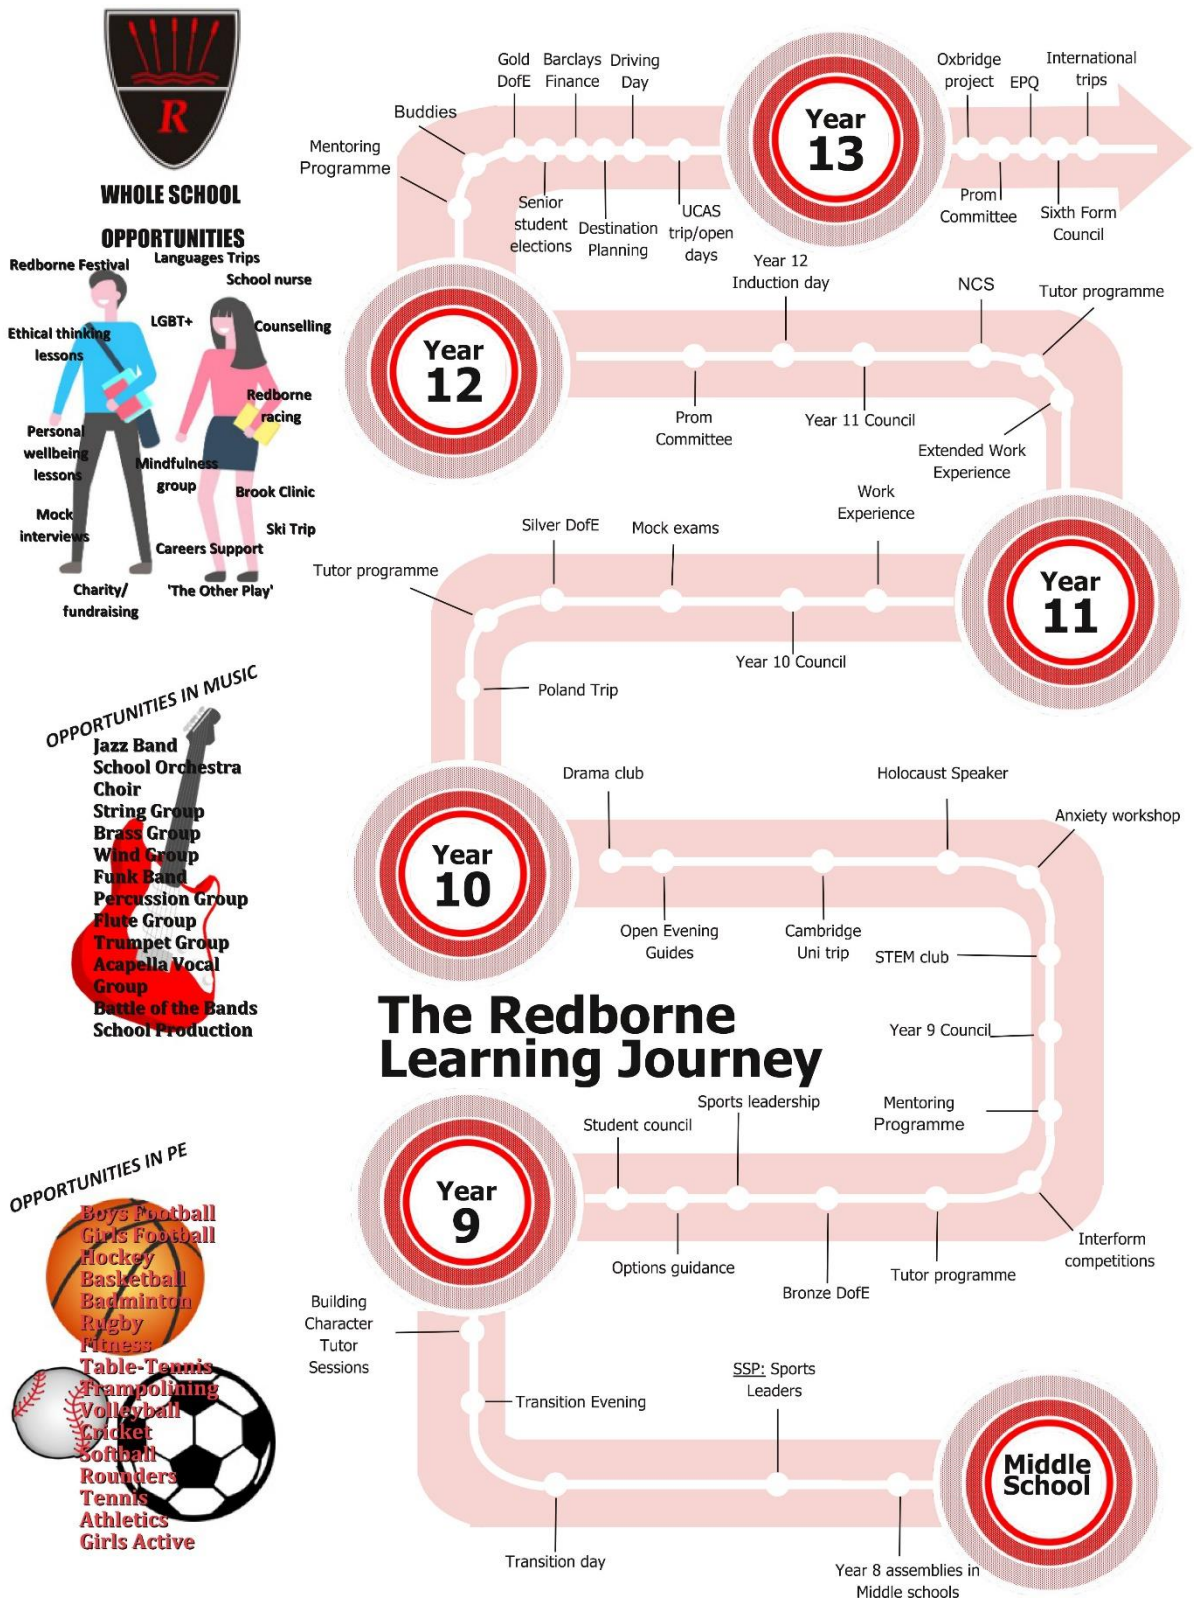 R
WHOLE SCHOOL
OPPORTUNITIES
Redborne Festival
Languages Trips
School nurse
LGBT+
Counselling
Ethical thinking
lessons
Redborne
racing
Personal
wellbeing
lessons
Mindfulness
group
Brook Clinic
Mock
interviews
Ski Trip
Careers Support
Charity/
fundraising
'The Other Play'
OPPORTUNITIES IN MUSIC
Jazz Band
School Orchestra
Choir
String Group
Brass Group
Wind Group
Funk Band
Percussion Group
Flute Group
Trumpet Group
Acapella Vocal
Group
Battle of the Bands
School Production
OPPORTUNITIES IN PE
Boys Football
Girls Football
Hockey
Basketball
Badminton
Rugby
Fitness
Table-Tennis
Trampolining
Volleyball
Cricket
Softball
Rounders
Tennis
Athletics
Girls Active
Mentoring
Programme
Buddies
Gold
DofE
Senior
student
elections
Barclays
Finance
Destination
Planning
Driving
Day
UCAS
trip/open
days
Year
13
Oxbridge
project
Prom
Committee
EPQ
Sixth Form
Council
International
trips
Year
12
Prom
Committee
Year 12
Induction day
Year 11 Council
NCS
Tutor programme
Extended Work
Experience
Year
11
Work
Experience
Year 10 Council
Mock exams
Silver DofE
Tutor programme
Poland Trip
Year
10
Drama club
Open Evening
Guides
Cambridge
Uni trip
Holocaust Speaker
Anxiety workshop
STEM club
Year 9 Council
Mentoring
Programme
Interform
competitions
The Redborne
Learning Journey
Year
9
Student council
Options guidance
Sports leadership
Bronze DofE
Tutor programme
Building
Character
Tutor
Sessions
Transition Evening
Transition day
SSP: Sports
Leaders
Year 8 assemblies in
Middle schools
Middle
School